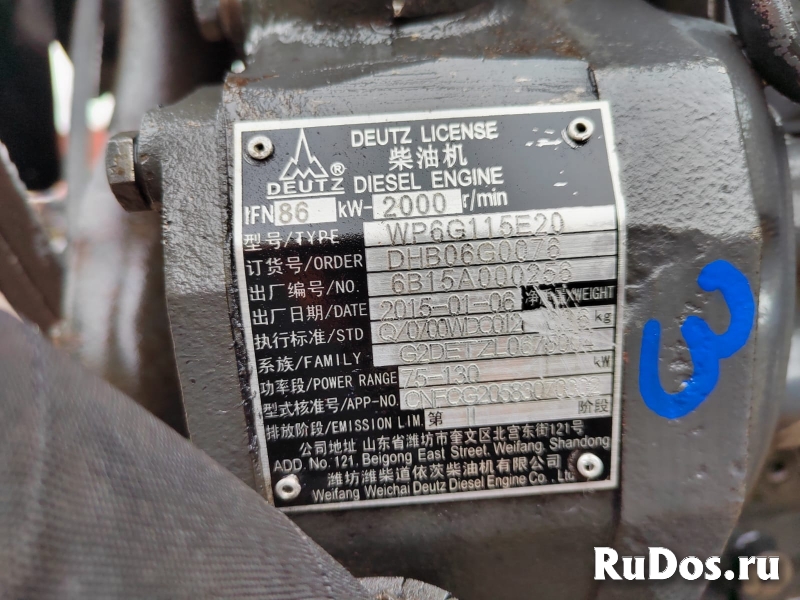 DEUTZ LICENSE
柴油机
DEUTZ® DIESEL ENGINE
IFN 86 kW- 2000 r/min
型号/TYPE WP6G115E20
订货号/ORDER DHB06G0076
出厂编号/NO. 6B15A000256
出厂日期/DATE 2015-01-06 WEIGHT
执行标准/STD kg
系族/FAMILY
功率段/POWER RANGE 75-130 kW
型式核准号/APP-NO.
排放阶段/EMISSION LIM. 第 阶段
公司地址 山东省潍坊市奎文区北宫东街121号
ADD. No. 121. Beigong East Street, Weifang, Shandong
潍坊潍柴道依茨柴油机有限公司
Weifang Weichai Deutz Diesel Engine Co., Ltd.
3
RuDos.ru